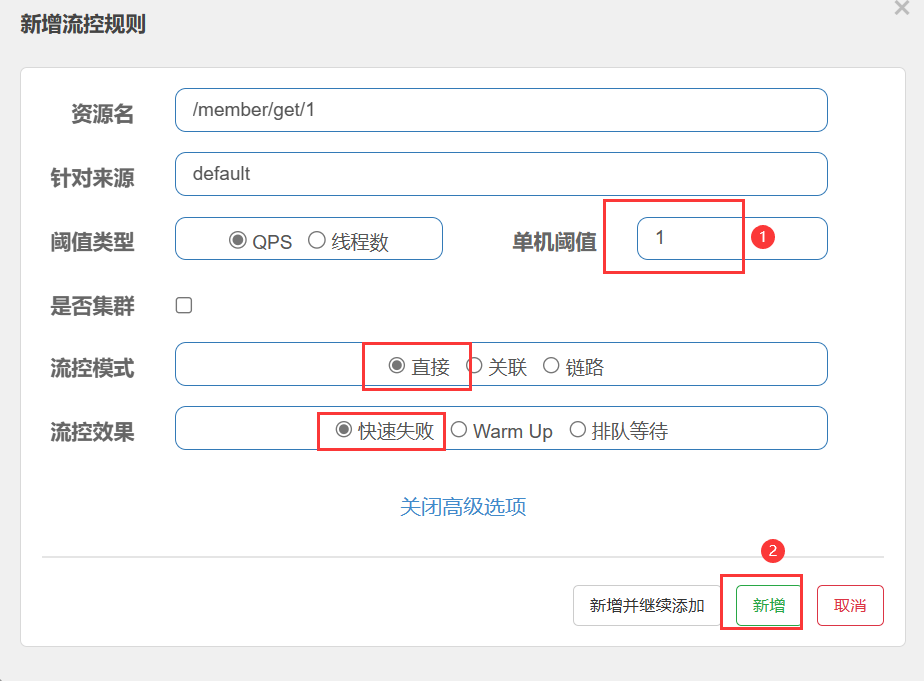 新增流控规则
资源名 /member/get/1
针对来源 default
阈值类型 QPS 线程数 单机阈值 1 1
是否集群
流控模式 直接 关联 链路
流控效果 快速失败 Warm Up 排队等待
关闭高级选项
2
新增并继续添加 新增 取消